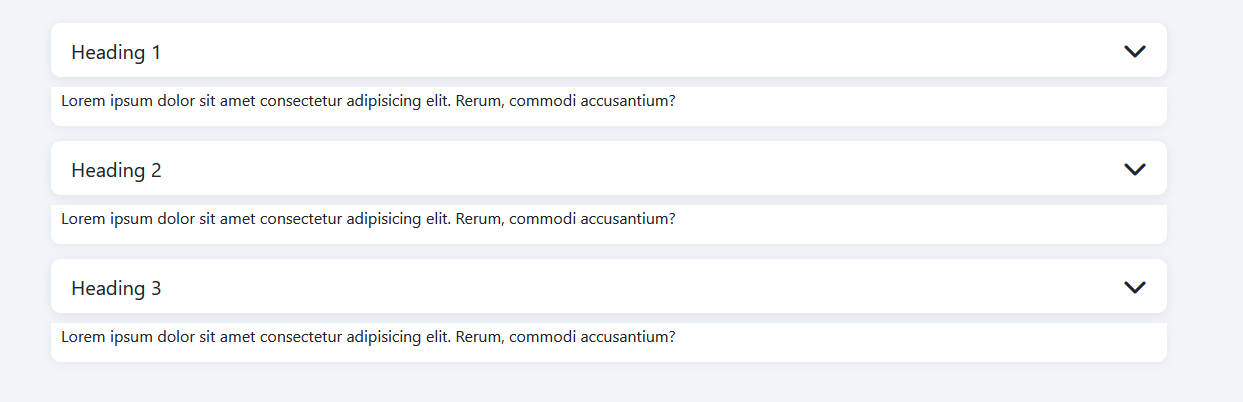 Heading 1
Lorem ipsum dolor sit amet consectetur adipisicing elit. Rerum, commodi accusantium?
Heading 2
Lorem ipsum dolor sit amet consectetur adipisicing elit. Rerum, commodi accusantium?
Heading 3
Lorem ipsum dolor sit amet consectetur adipisicing elit. Rerum, commodi accusantium?